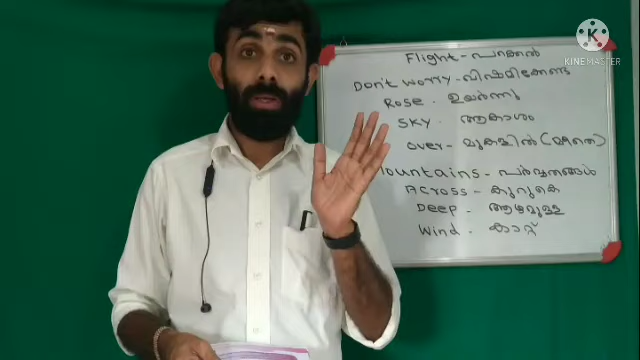 Flight - പറക്കൽ
Don't worry - വിഷമിക്കേണ്ട
Rose - ഉയർന്നു
SKY - ആകാശം
over - മുകളിൽ (മീതെ)
ountains - പർവ്വതങ്ങൾ
Across - കുറുകെ
Deep - ആഴമുള്ള
Wind - കാറ്റ്
KINEMASTER